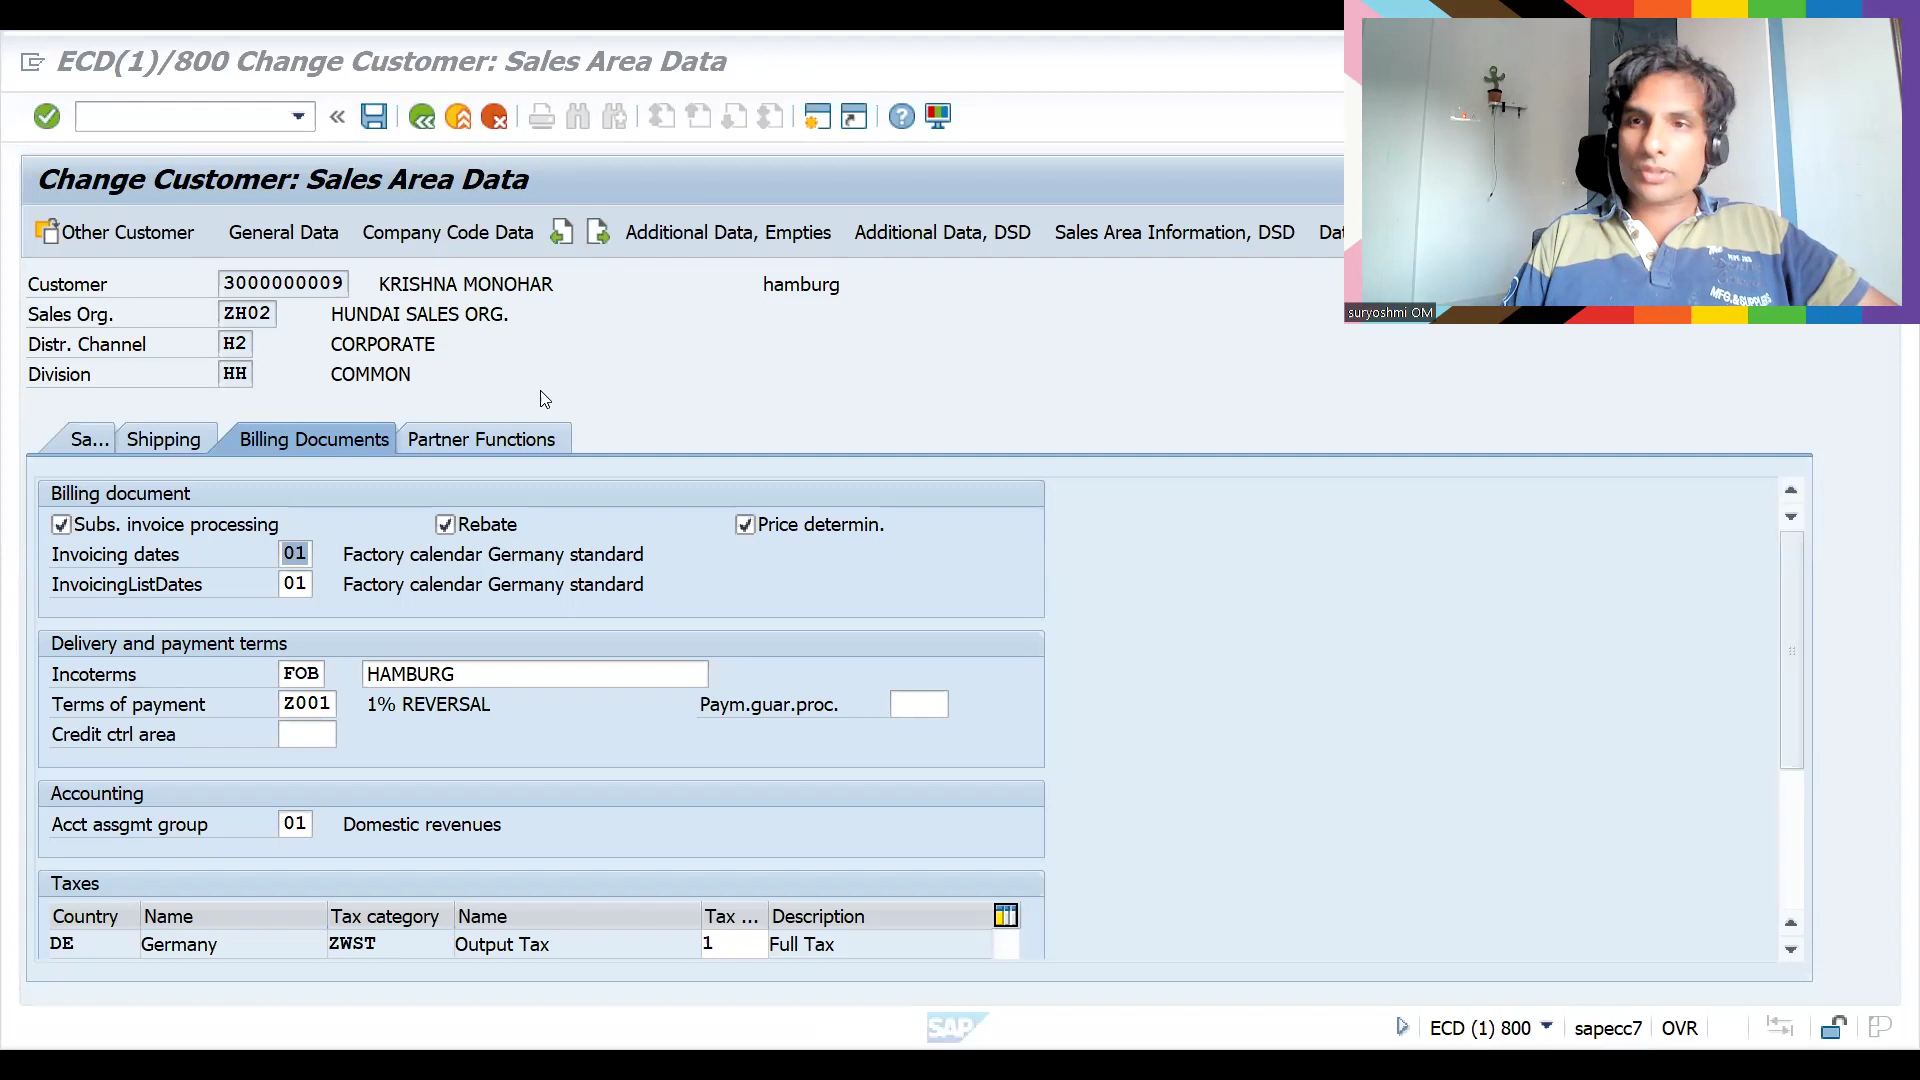 ECD(1)/800 Change Customer: Sales Area Data
Change Customer: Sales Area Data
Other Customer General Data Company Code Data Additional Data, Empties Additional Data, DSD Sales Area Information, DSD Dat
Customer 3000000009 KRISHNA MONOHAR hamburg
Sales Org. ZH02 HUNDAI SALES ORG.
Distr. Channel H2 CORPORATE
Division HH COMMON
Sa... Shipping Billing Documents Partner Functions
Billing document
Subs. invoice processing Rebate Price determin.
Invoicing dates 01 Factory calendar Germany standard
InvoicingListDates 01 Factory calendar Germany standard
Delivery and payment terms
Incoterms FOB HAMBURG
Terms of payment Z001 1% REVERSAL Paym.guar.proc.
Credit ctrl area
Accounting
Acct assgmt group 01 Domestic revenues
Taxes
Country Name Tax category Name Tax ... Description
DE Germany ZWST Output Tax 1 Full Tax
SAP
ECD (1) 800 sapecc7 OVR
suryoshmi OM
MFG.& SUPPLIES